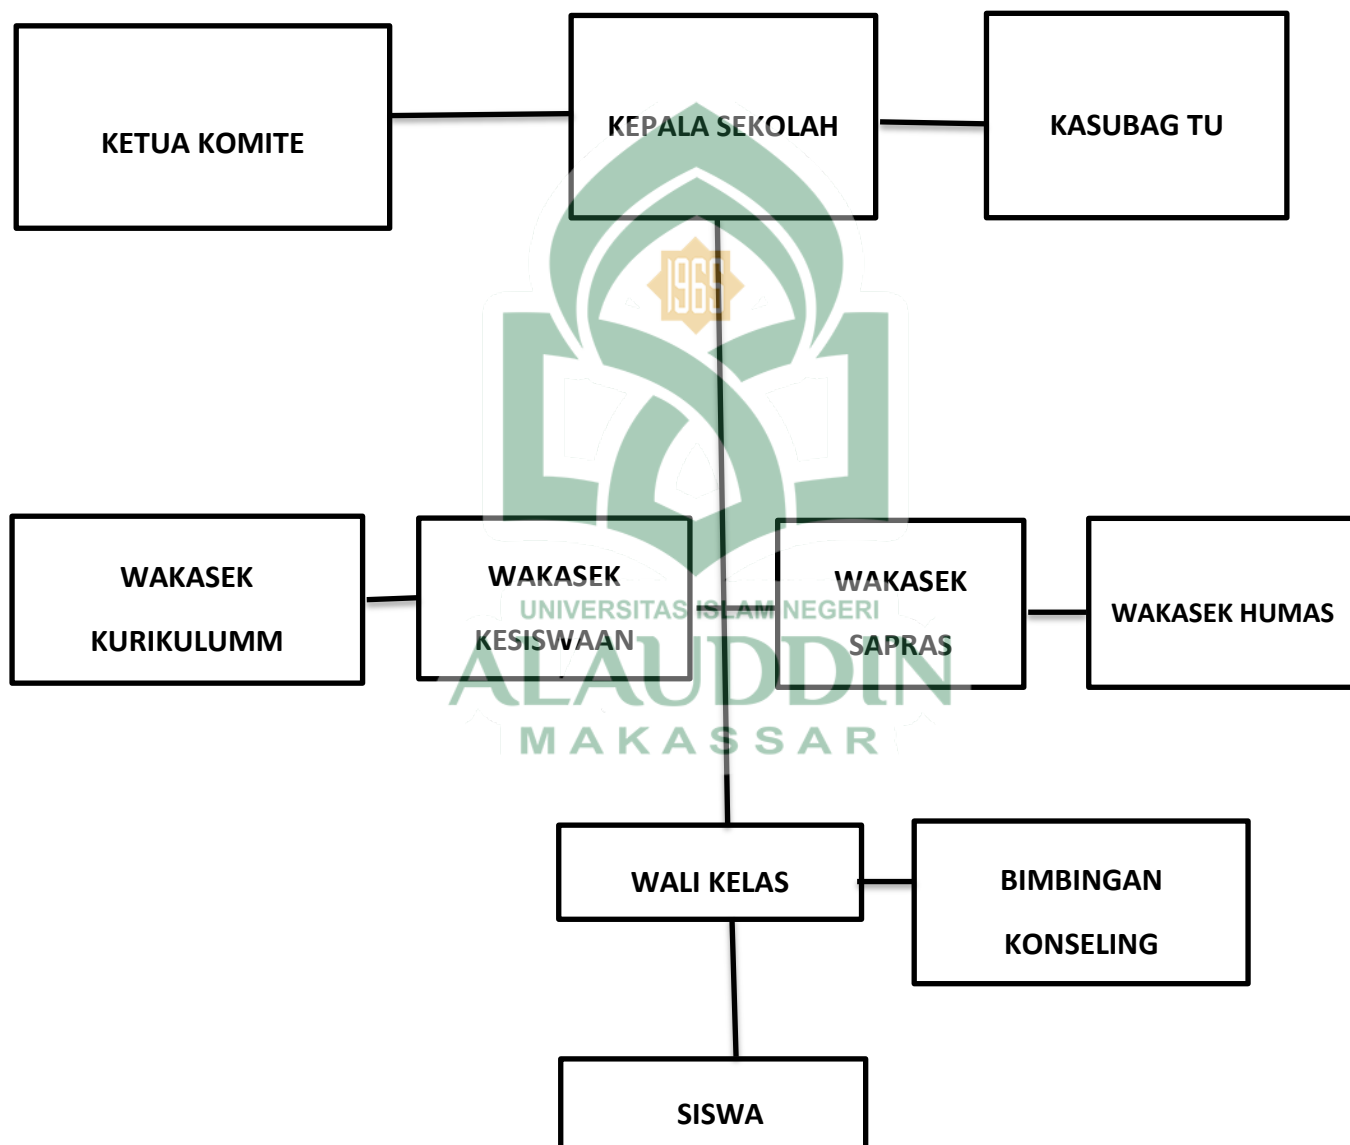 KETUA KOMITE
KEPALA SEKOLAH
KASUBAG TU
1965
WAKASEK
KURIKULUMM
WAKASEK
KESISWAAN
WAKASEK
SAPRAS
WAKASEK HUMAS
UNIVERSITAS ISLAM NEGERI
ALAUDDIN
MAKASSAR
WALI KELAS
BIMBINGAN
KONSELING
SISWA